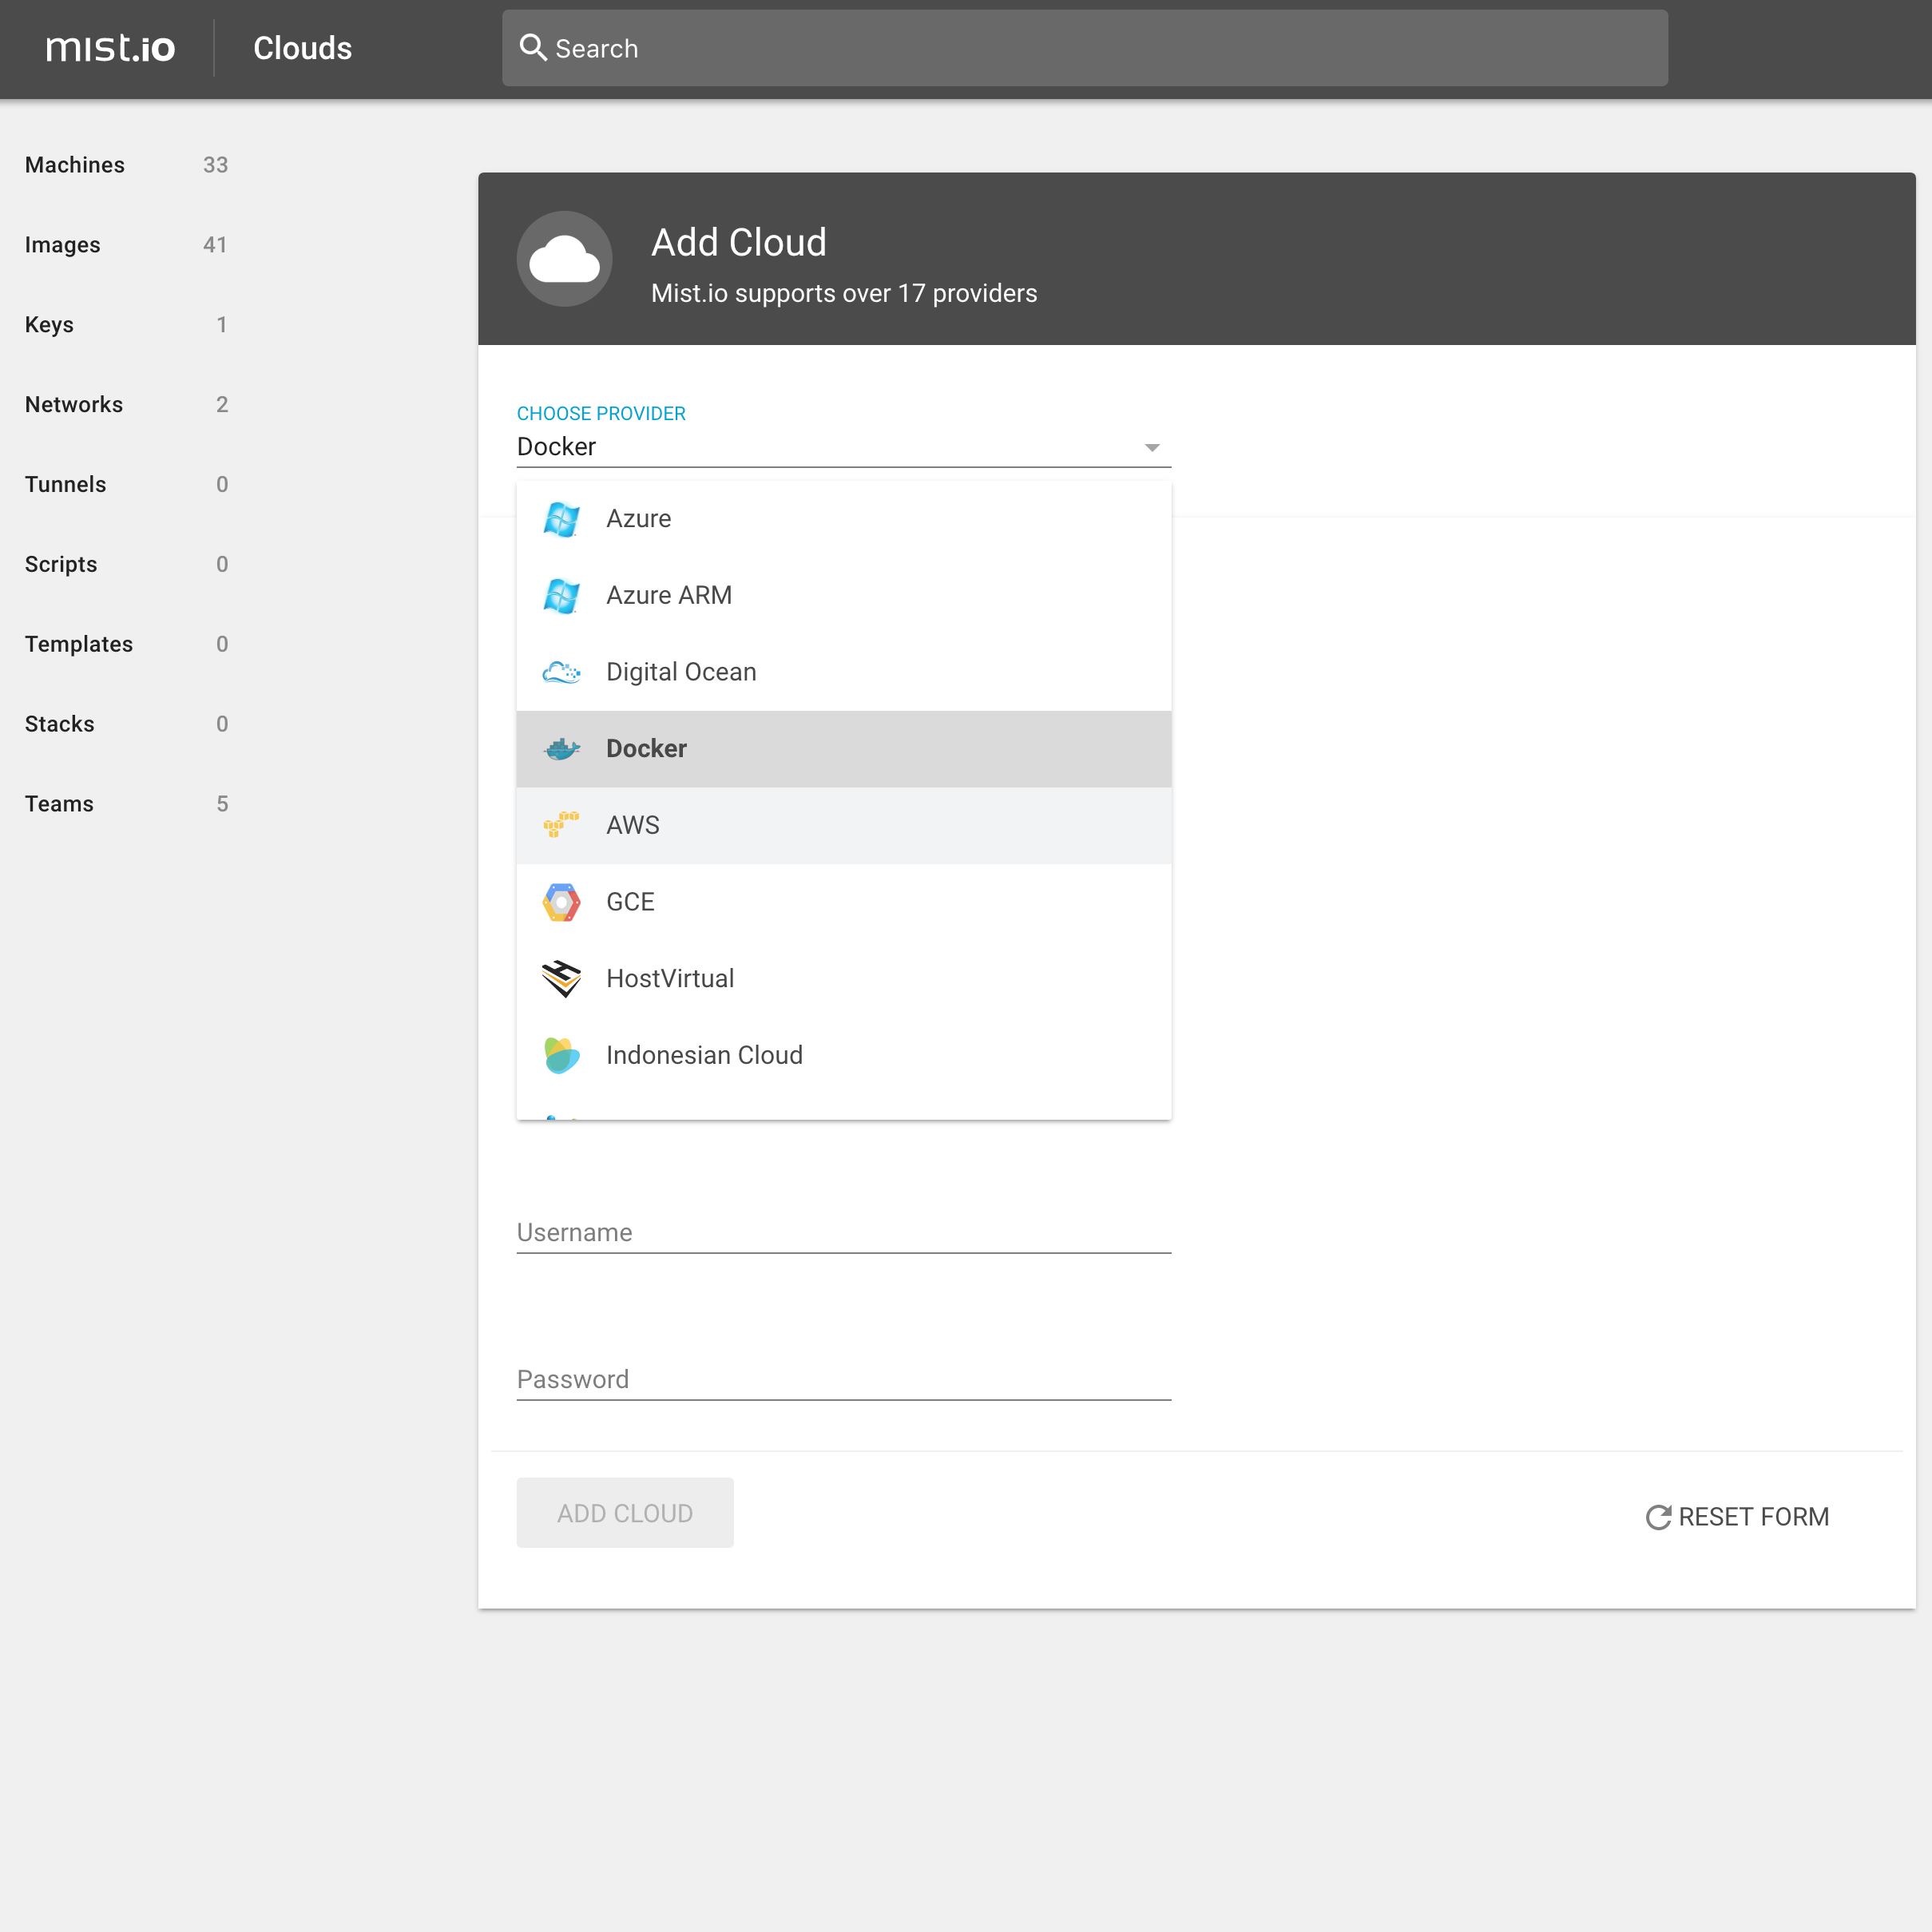 mist.io
Clouds
Search
Machines 33
Images 41
Keys 1
Networks 2
Tunnels 0
Scripts 0
Templates 0
Stacks 0
Teams 5
Add Cloud
Mist.io supports over 17 providers
CHOOSE PROVIDER
Docker
Azure
Azure ARM
Digital Ocean
Docker
AWS
GCE
HostVirtual
Indonesian Cloud
Username
Password
ADD CLOUD
RESET FORM